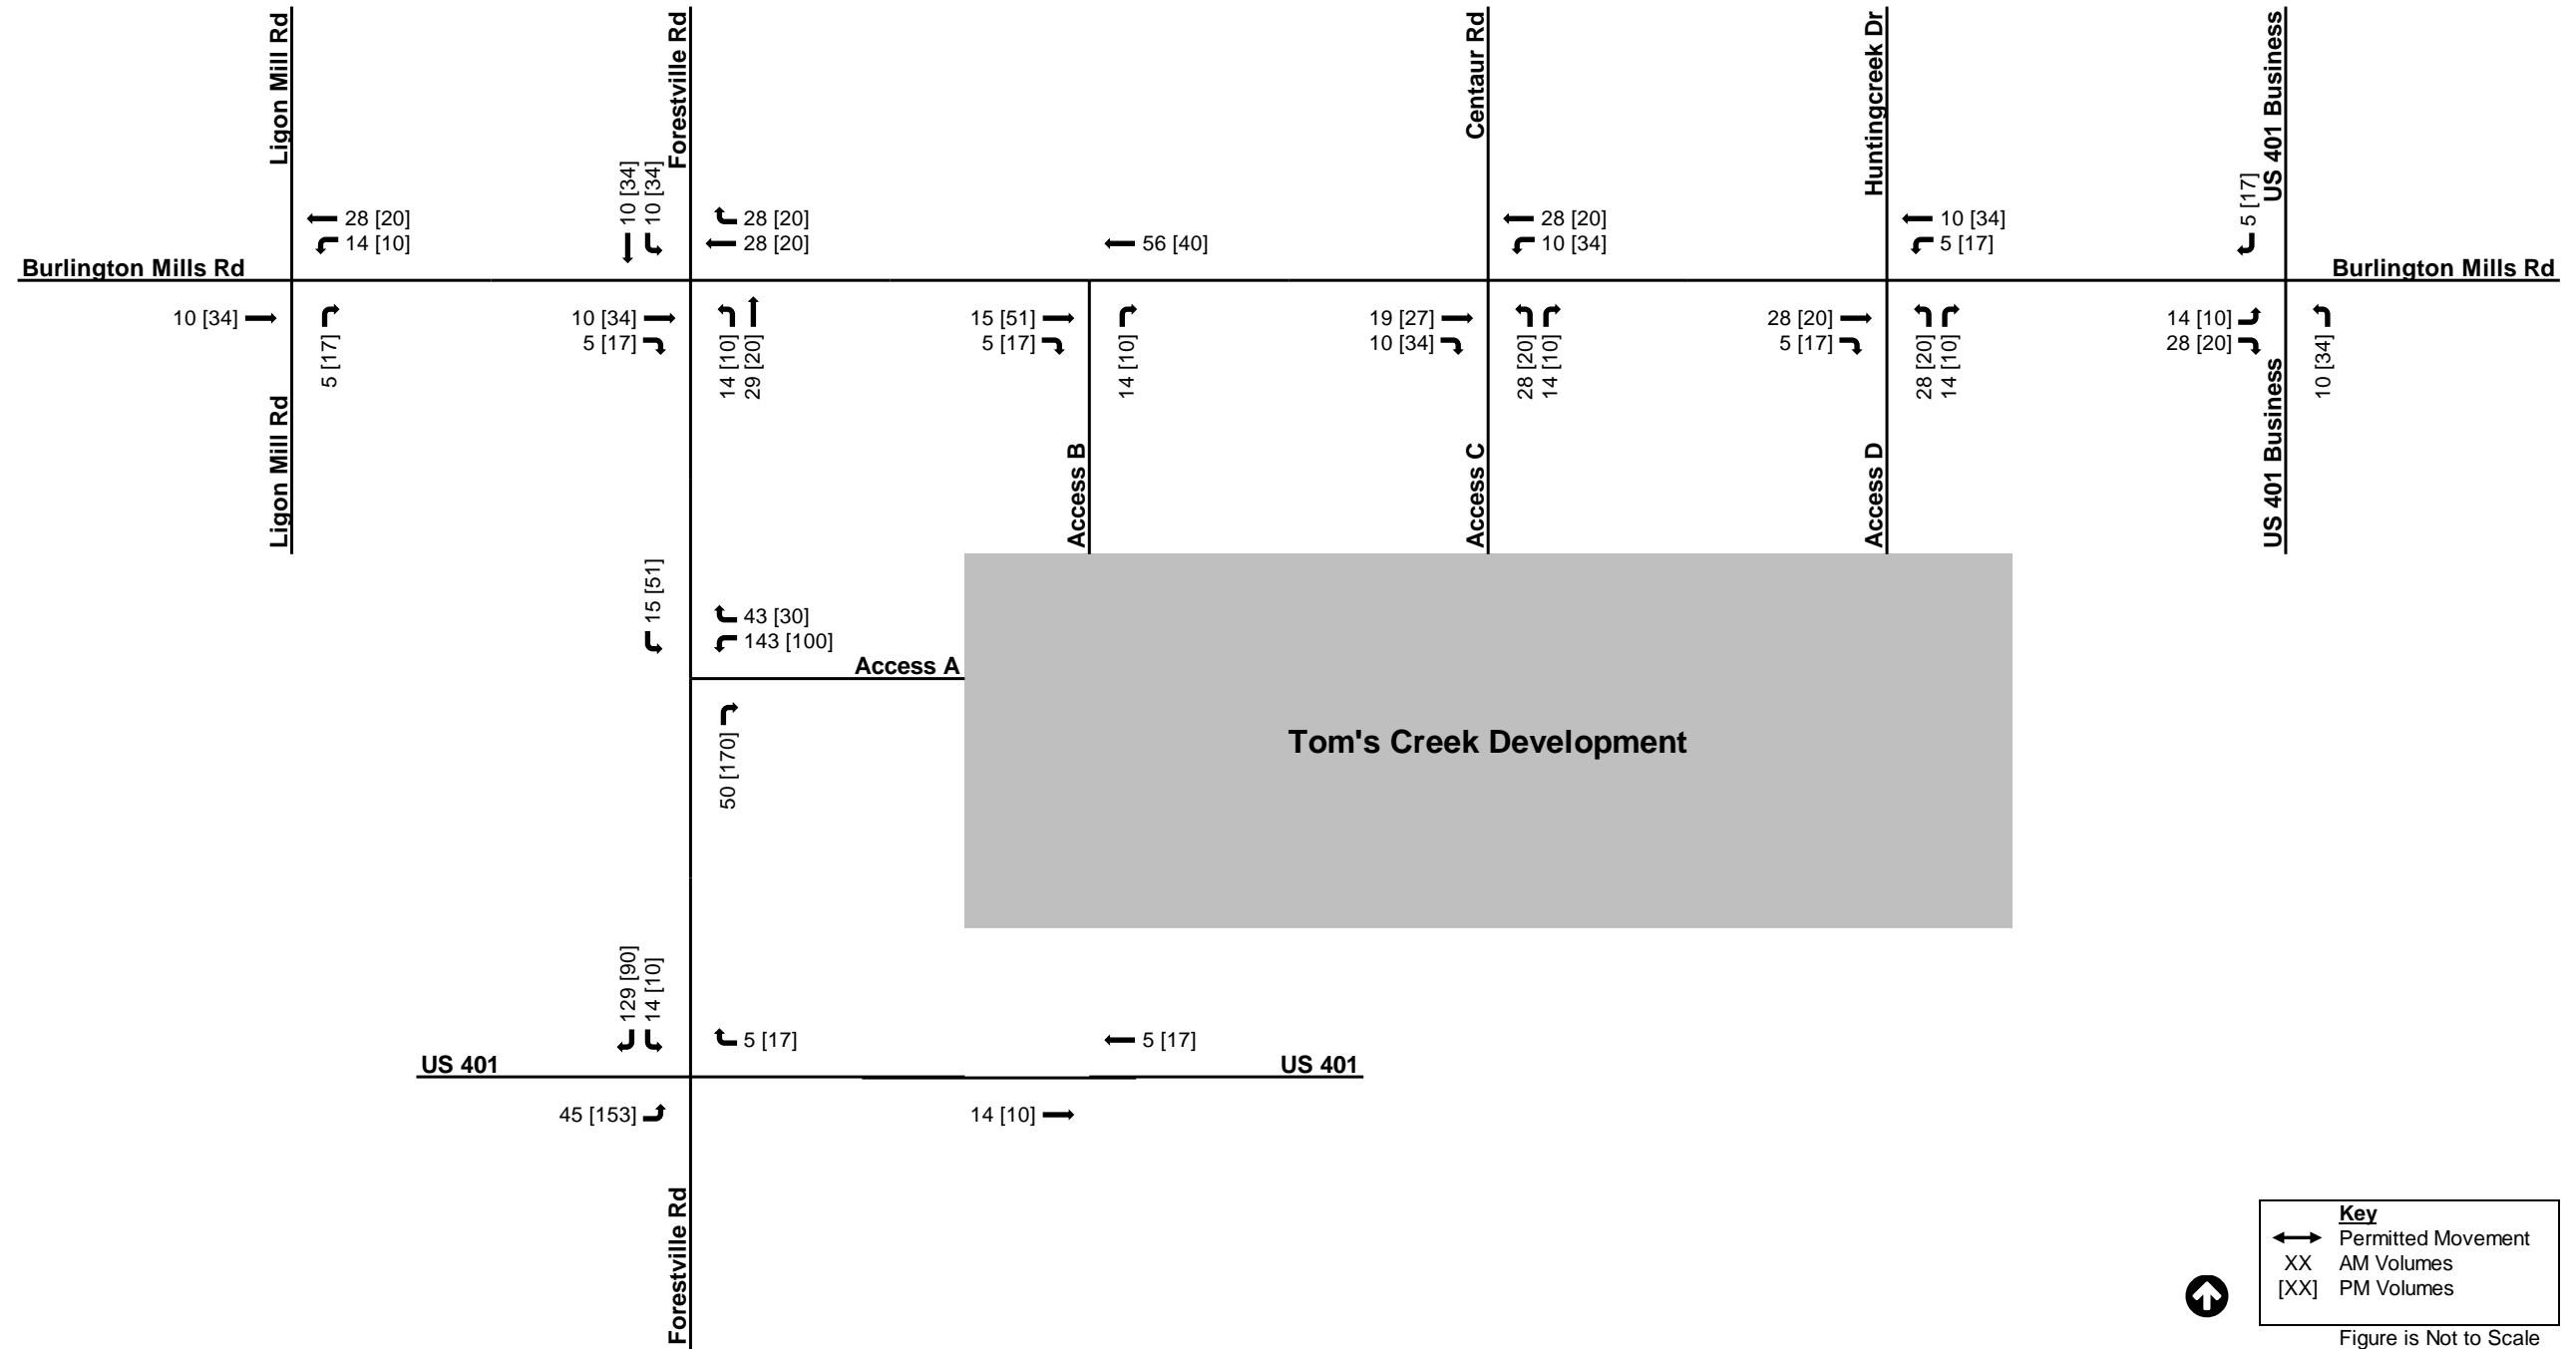 Ligon Mill Rd
Forestville Rd
Centaur Rd
Huntingcreek Dr
US 401 Business
10 [34]
10 [34]
5 [17]
28 [20]
14 [10]
28 [20]
28 [20]
56 [40]
28 [20]
10 [34]
10 [34]
5 [17]
Burlington Mills Rd
Burlington Mills Rd
10 [34]
5 [17]
10 [34]
5 [17]
14 [10]
29 [20]
15 [51]
5 [17]
14 [10]
19 [27]
10 [34]
28 [20]
14 [10]
28 [20]
5 [17]
28 [20]
14 [10]
14 [10]
28 [20]
10 [34]
Ligon Mill Rd
Access B
Access C
Access D
US 401 Business
15 [51]
43 [30]
143 [100]
Access A
50 [170]
Tom's Creek Development
129 [90]
14 [10]
5 [17]
5 [17]
US 401
US 401
45 [153]
14 [10]
Forestville Rd
Key
Permitted Movement
XX AM Volumes
[XX] PM Volumes
Figure is Not to Scale